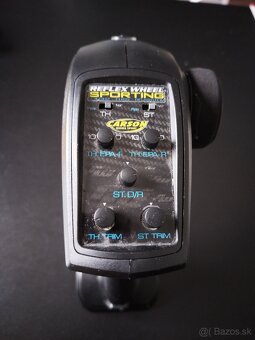 REFLEX WHEEL
SPORTING
TH ST
CARSON
TH.EPA-F TH.EPA-R
ST.D/R
TH.TRIM ST.TRIM
Bazos.sk